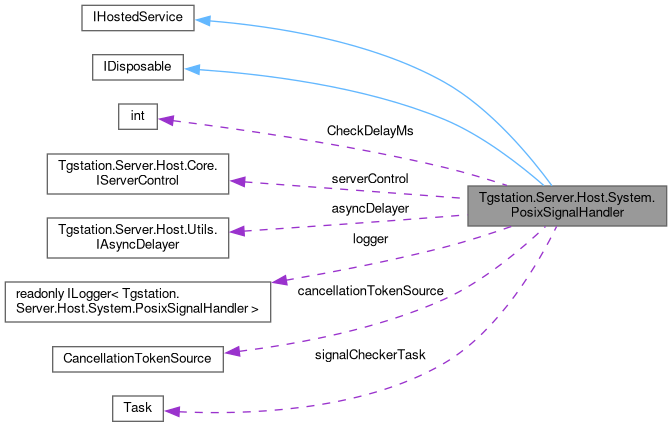 IHostedService
IDisposable
int
CheckDelayMs
Tgstation.Server.Host.Core.
IServerControl
serverControl
Tgstation.Server.Host.System.
PosixSignalHandler
asyncDelayer
Tgstation.Server.Host.Utils.
IAsyncDelayer
logger
readonly ILogger< Tgstation.
Server.Host.System.PosixSignalHandler >
cancellationTokenSource
CancellationTokenSource
signalCheckerTask
Task